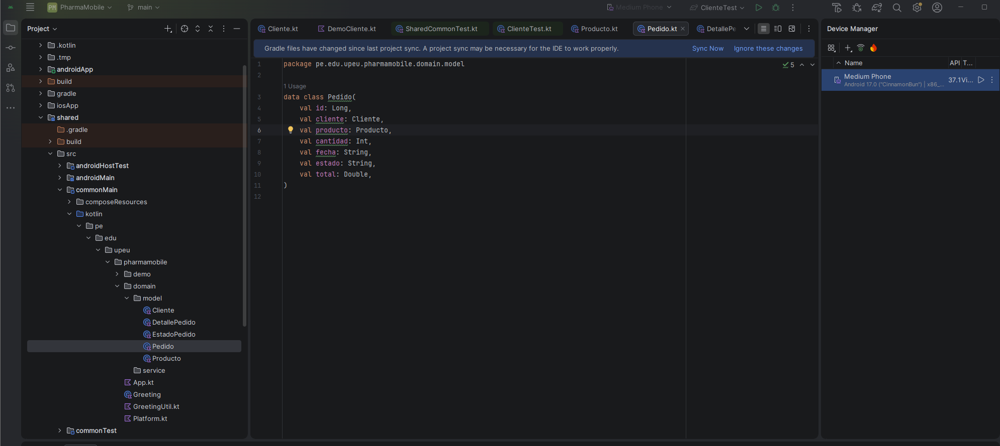 PM PharmaMobile main Medium Phone ClienteTest
Project
.kotlin
.tmp
androidApp
build
gradle
iosApp
shared
.gradle
build
src
androidHostTest
androidMain
commonMain
composeResources
kotlin
pe
edu
upeu
pharmamobile
demo
domain
model
Cliente
DetallePedido
EstadoPedido
Pedido
Producto
service
App.kt
Greeting
GreetingUtil.kt
Platform.kt
commonTest
Cliente.kt DemoCliente.kt SharedCommonTest.kt ClienteTest.kt Producto.kt Pedido.kt DetallePe
Gradle files have changed since last project sync. A project sync may be necessary for the IDE to work properly. Sync Now Ignore these changes
1 package pe.edu.upeu.pharmamobile.domain.model 5
2
1 Usage
3 data class Pedido(
4 val id: Long,
5 val cliente: Cliente,
6 val producto: Producto,
7 val cantidad: Int,
8 val fecha: String,
9 val estado: String,
10 val total: Double,
11 )
12
Device Manager
Name API T...
Medium Phone 37.1 Vi...
Android 17.0 ("CinnamonBun") | x86_...